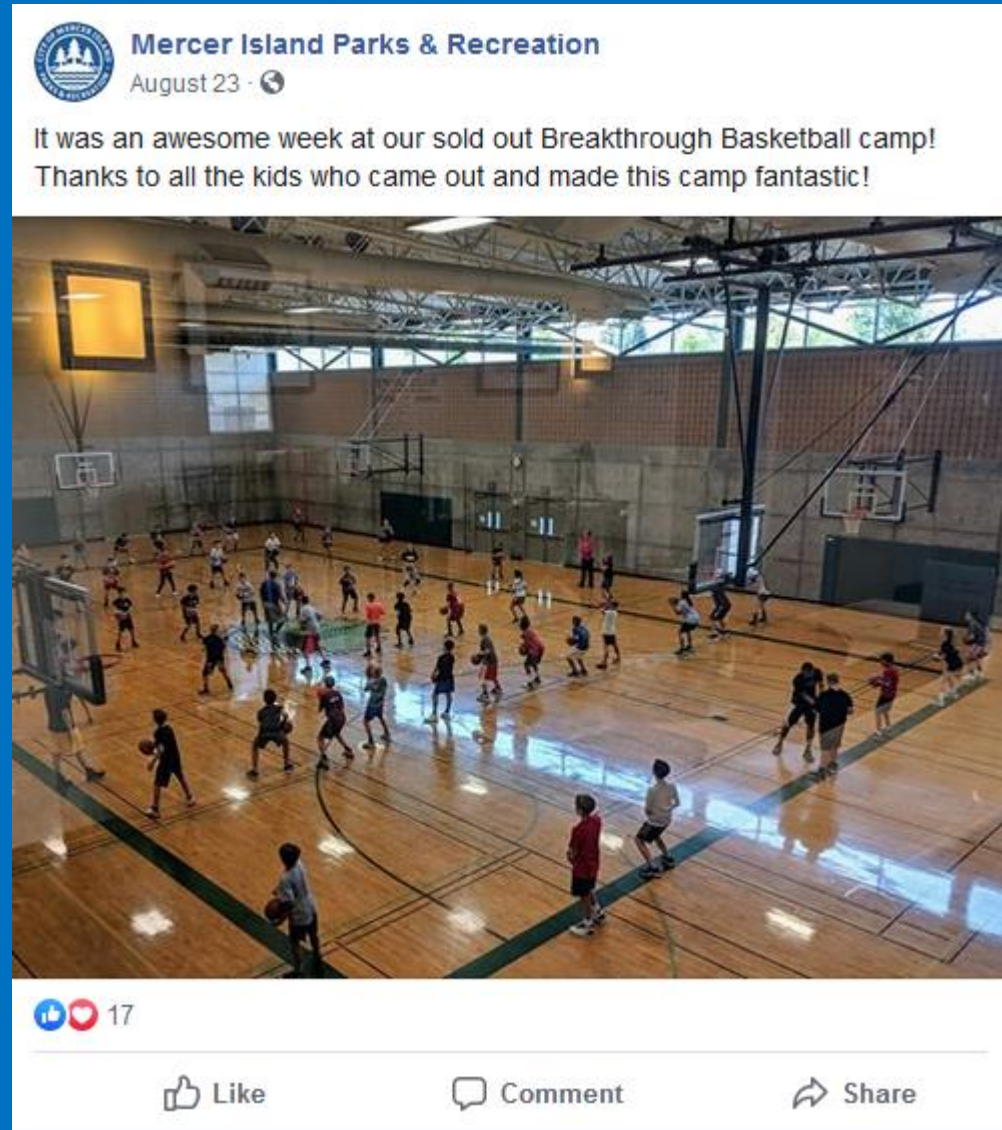 Mercer Island Parks & Recreation
August 23 ·
It was an awesome week at our sold out Breakthrough Basketball camp!
Thanks to all the kids who came out and made this camp fantastic!
17
Like
Comment
Share